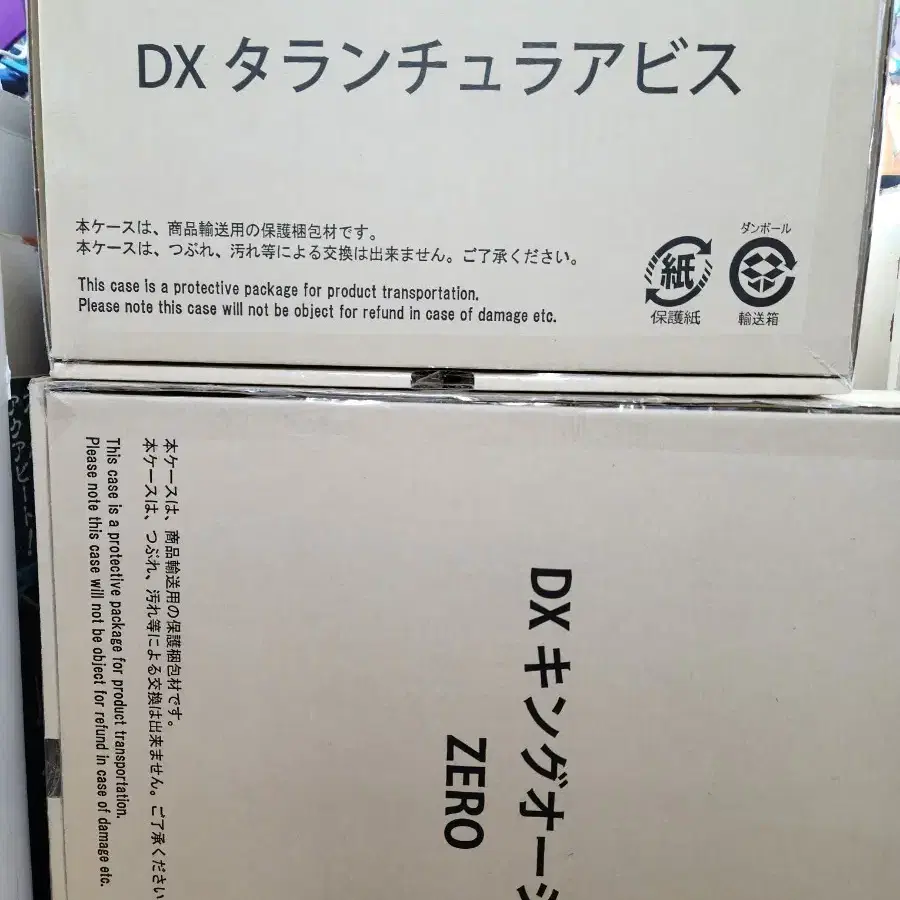 DX タランチュラアビス
本ケースは、商品輸送用の保護梱包材です。
本ケースは、つぶれ、汚れ等による交換は出来ません。ご了承ください。
This case is a protective package for product transportation.
Please note this case will not be object for refund in case of damage etc.
紙
保護紙
ダンボール
輸送箱
本ケースは、商品輸送用の保護梱包材です。
本ケースは、つぶれ、汚れ等による交換は出来ません。ご了承ください
This case is a protective package for product transportation.
Please note this case will not be object for refund in case of damage etc.
DX キングオージ
ZERO